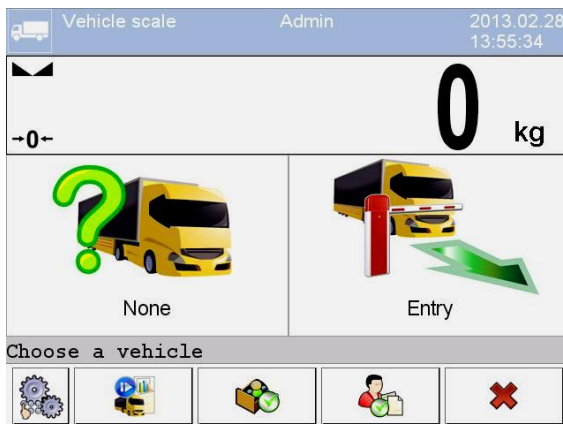 Vehicle scale Admin 2013.02.28
13:55:34
0 kg
→0←
None Entry
Choose a vehicle